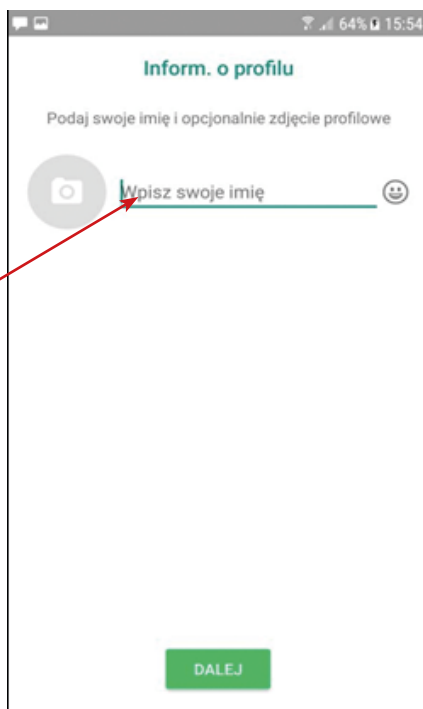 64% 15:54
Inform. o profilu
Podaj swoje imię i opcjonalnie zdjęcie profilowe
Wpisz swoje imię
DALEJ